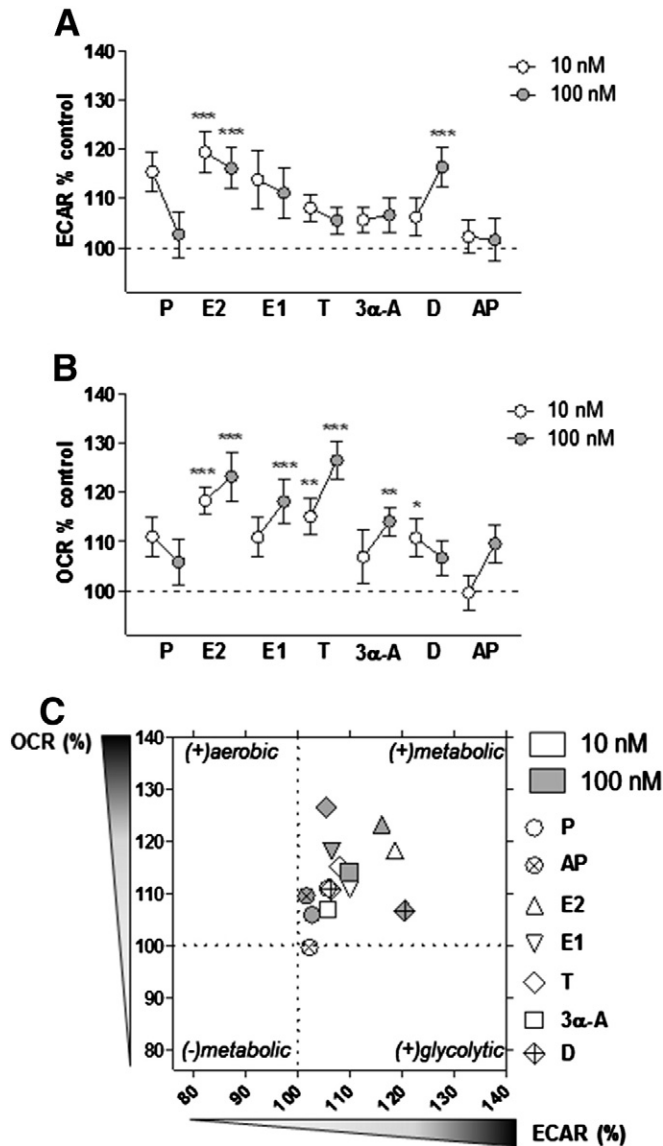 A
140
130
120
110
100
ECAR % control
10 nM
100 nM
***
***
***
P E2 E1 T 3α-A D AP
B
140
130
120
110
100
OCR % control
10 nM
100 nM
***
***
***
**
***
**
*
P E2 E1 T 3α-A D AP
C
OCR (%)
140
130
120
110
100
90
80
(+)aerobic
(+)metabolic
(-)metabolic
(+)glycolytic
10 nM
100 nM
P
AP
E2
E1
T
3α-A
D
80 90 100 110 120 130 140
ECAR (%)